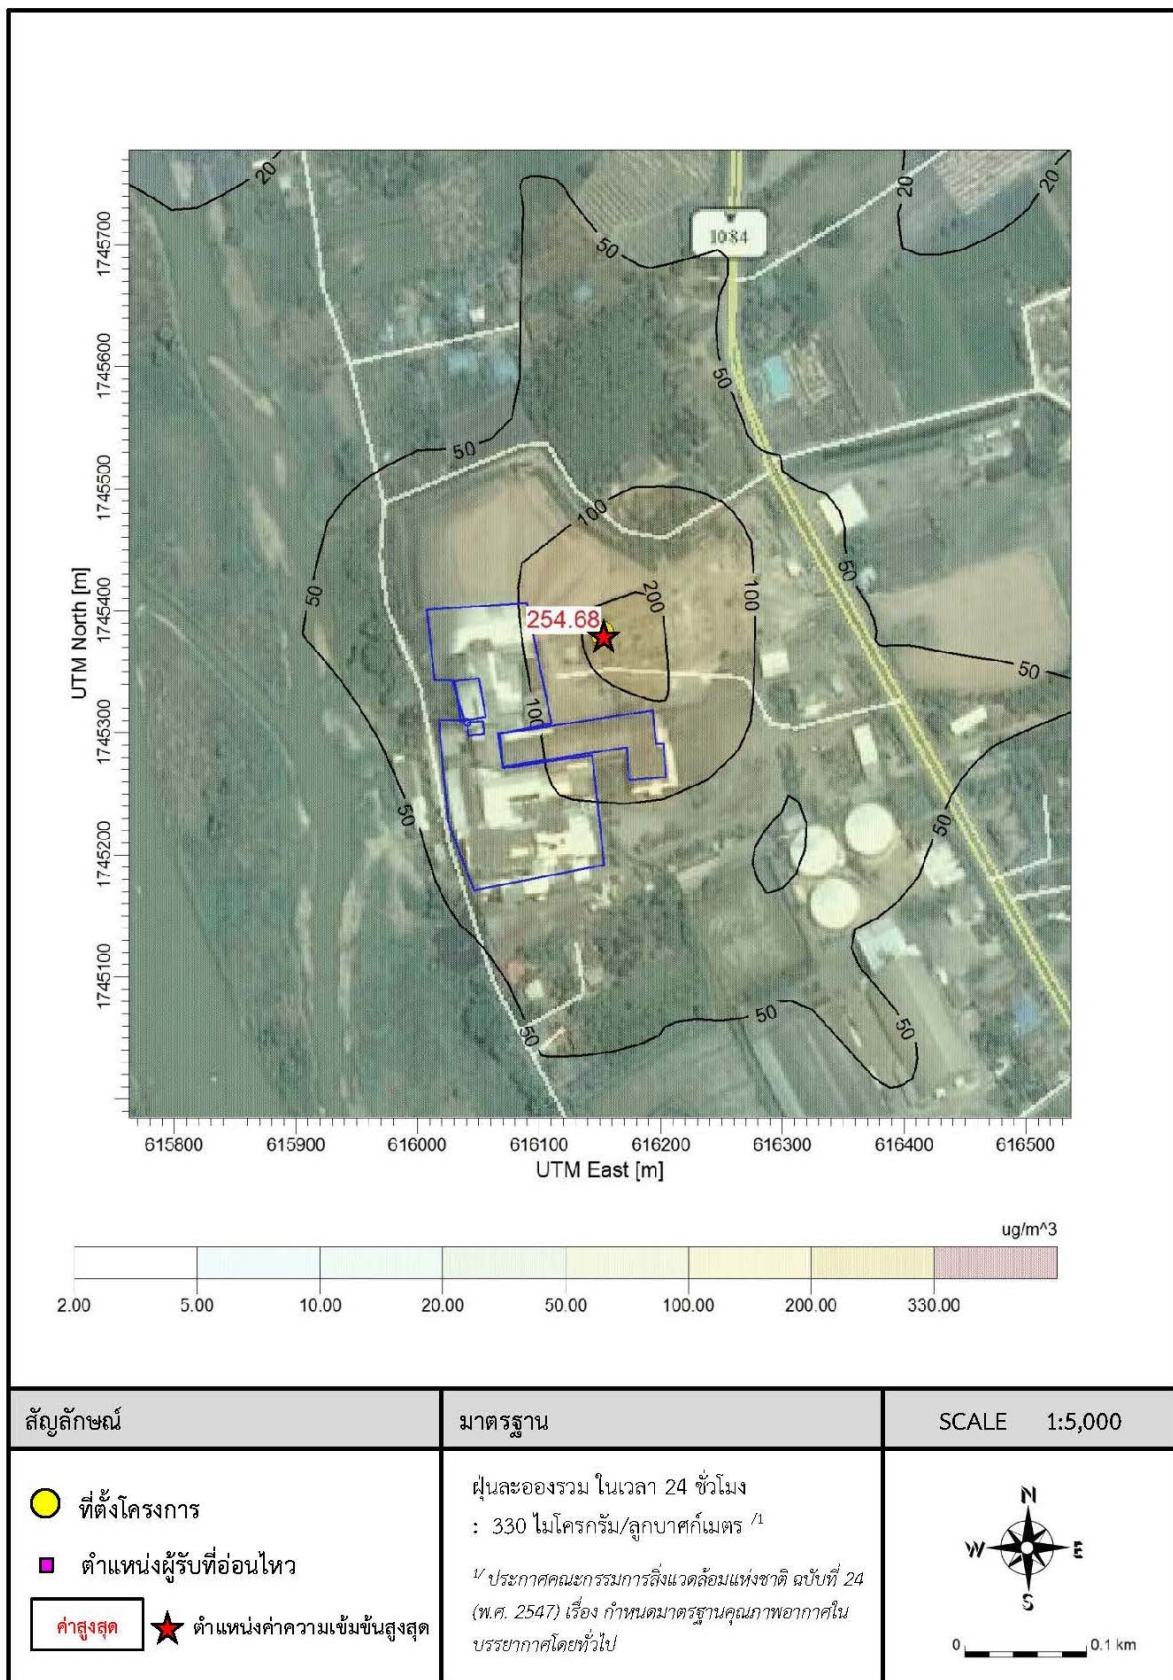 20
20
20
50
1084
50
50
100
50
200
100
50
254.68
50
100
50
50
50
50
50
1745700
1745600
1745500
1745400
1745300
1745200
1745100
UTM North [m]
615800 615900 616000 616100 616200 616300 616400 616500
UTM East [m]
ug/m^3
2.00 5.00 10.00 20.00 50.00 100.00 200.00 330.00
สัญลักษณ์
ที่ตั้งโครงการ
ตำแหน่งผู้รับที่อ่อนไหว
ค่าสูงสุด ตำแหน่งค่าความเข้มข้นสูงสุด
มาตรฐาน
ฝุ่นละอองรวม ในเวลา 24 ชั่วโมง
: 330 ไมโครกรัม/ลูกบาศก์เมตร /1
1/ ประกาศคณะกรรมการสิ่งแวดล้อมแห่งชาติ ฉบับที่ 24
(พ.ศ. 2547) เรื่อง กำหนดมาตรฐานคุณภาพอากาศใน
บรรยากาศโดยทั่วไป
SCALE 1:5,000
N
W E
S
0 0.1 km